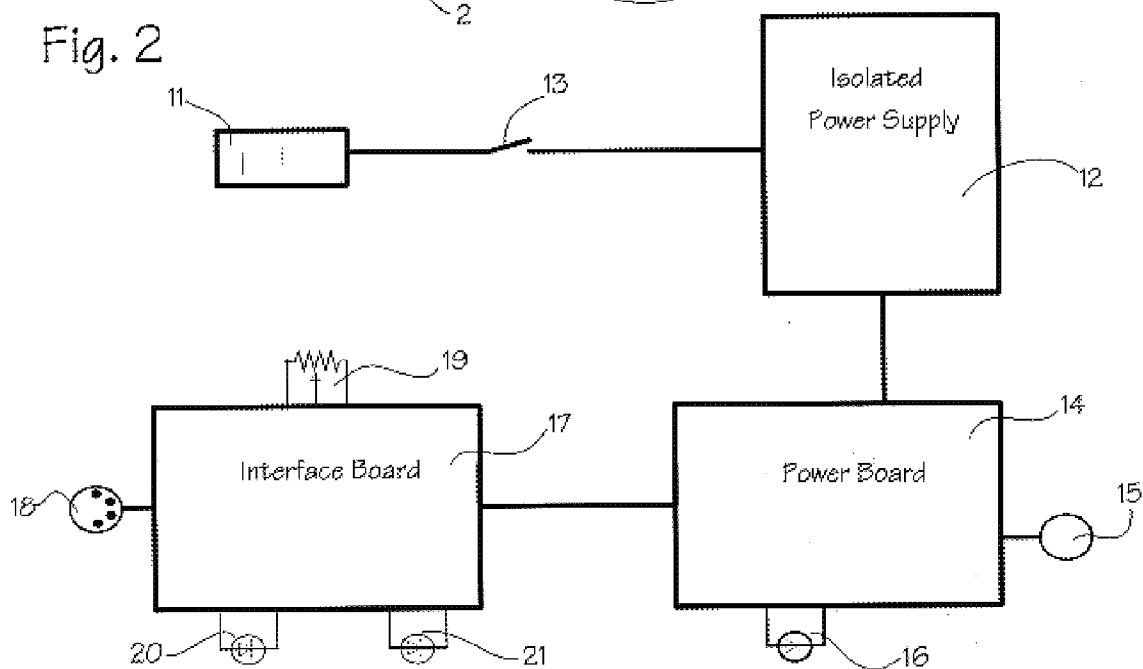 2
Fig. 2
11
13
Isolated
Power Supply
12
19
17
14
Interface Board
Power Board
18
15
20
21
16